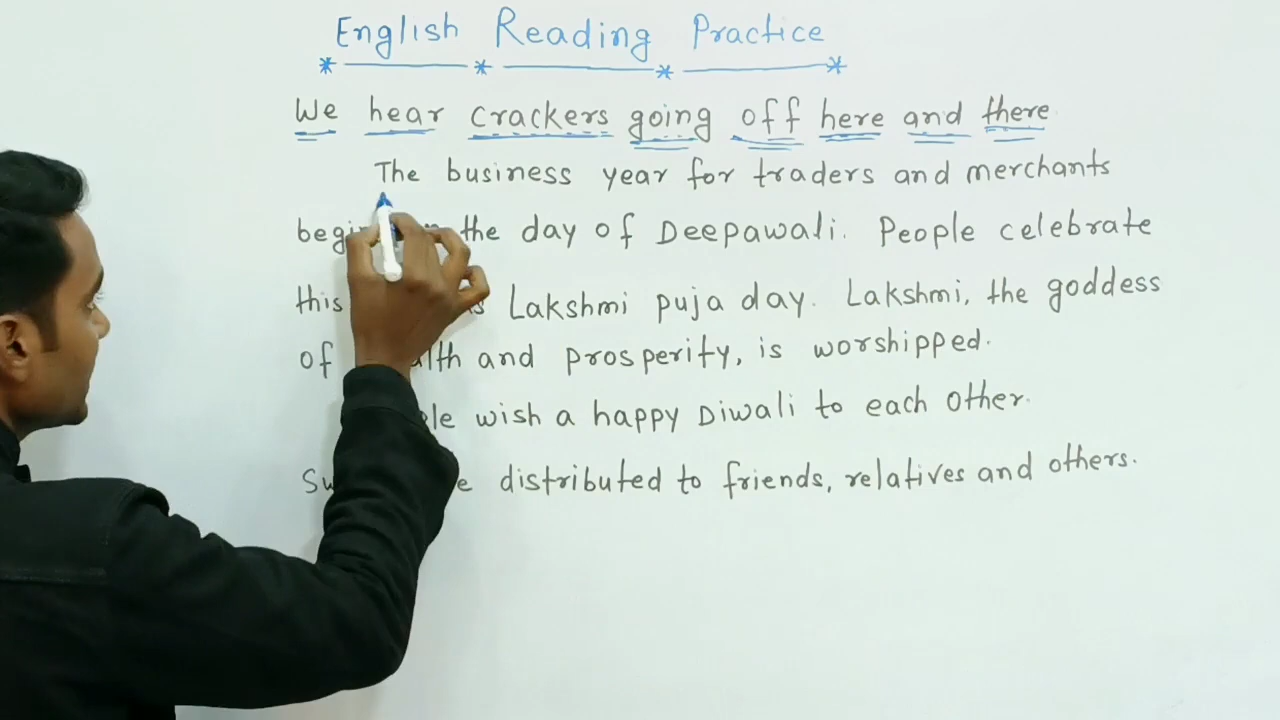 English Reading Practice
We hear crackers going off here and there
The business year for traders and merchants
the day of Deepawali. People celebrate
this Lakshmi puja day. Lakshmi, the goddess
of and prosperity, is worshipped.
wish a happy Diwali to each other.
distributed to friends, relatives and others.